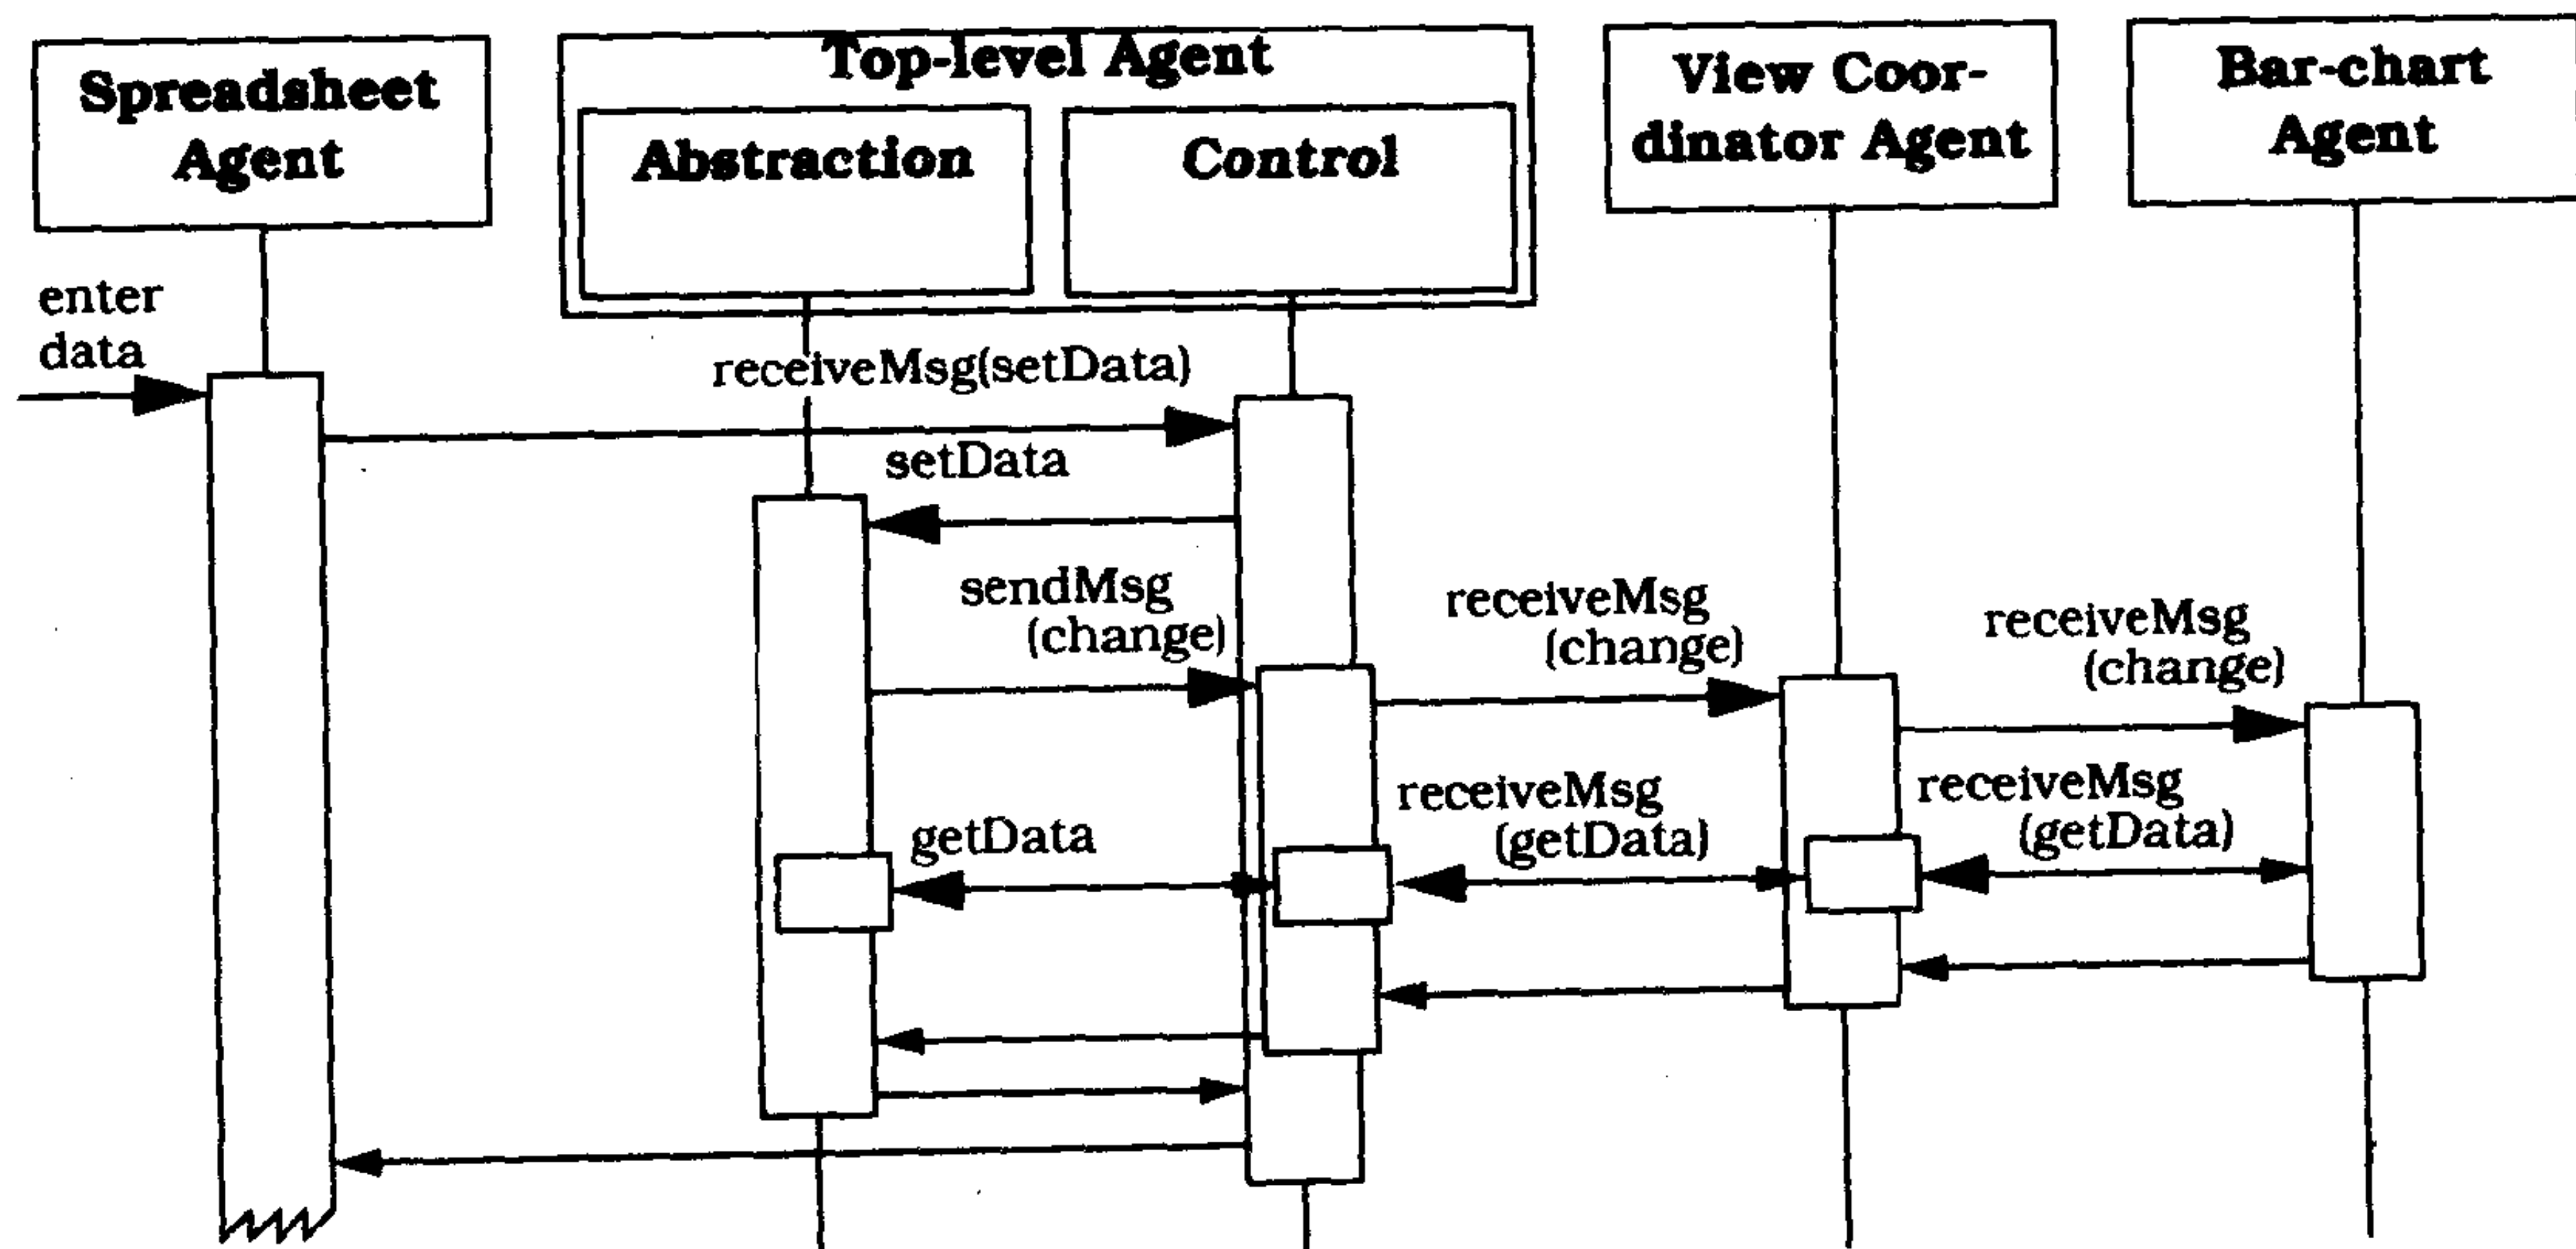 Spreadsheet
Agent
Top-level Agent
Abstraction
Control
View Coor-
dinator Agent
Bar-chart
Agent
enter
data
receiveMsg(setData)
setData
sendMsg
(change)
receiveMsg
(change)
receiveMsg
(change)
getData
receiveMsg
(getData)
receiveMsg
(getData)